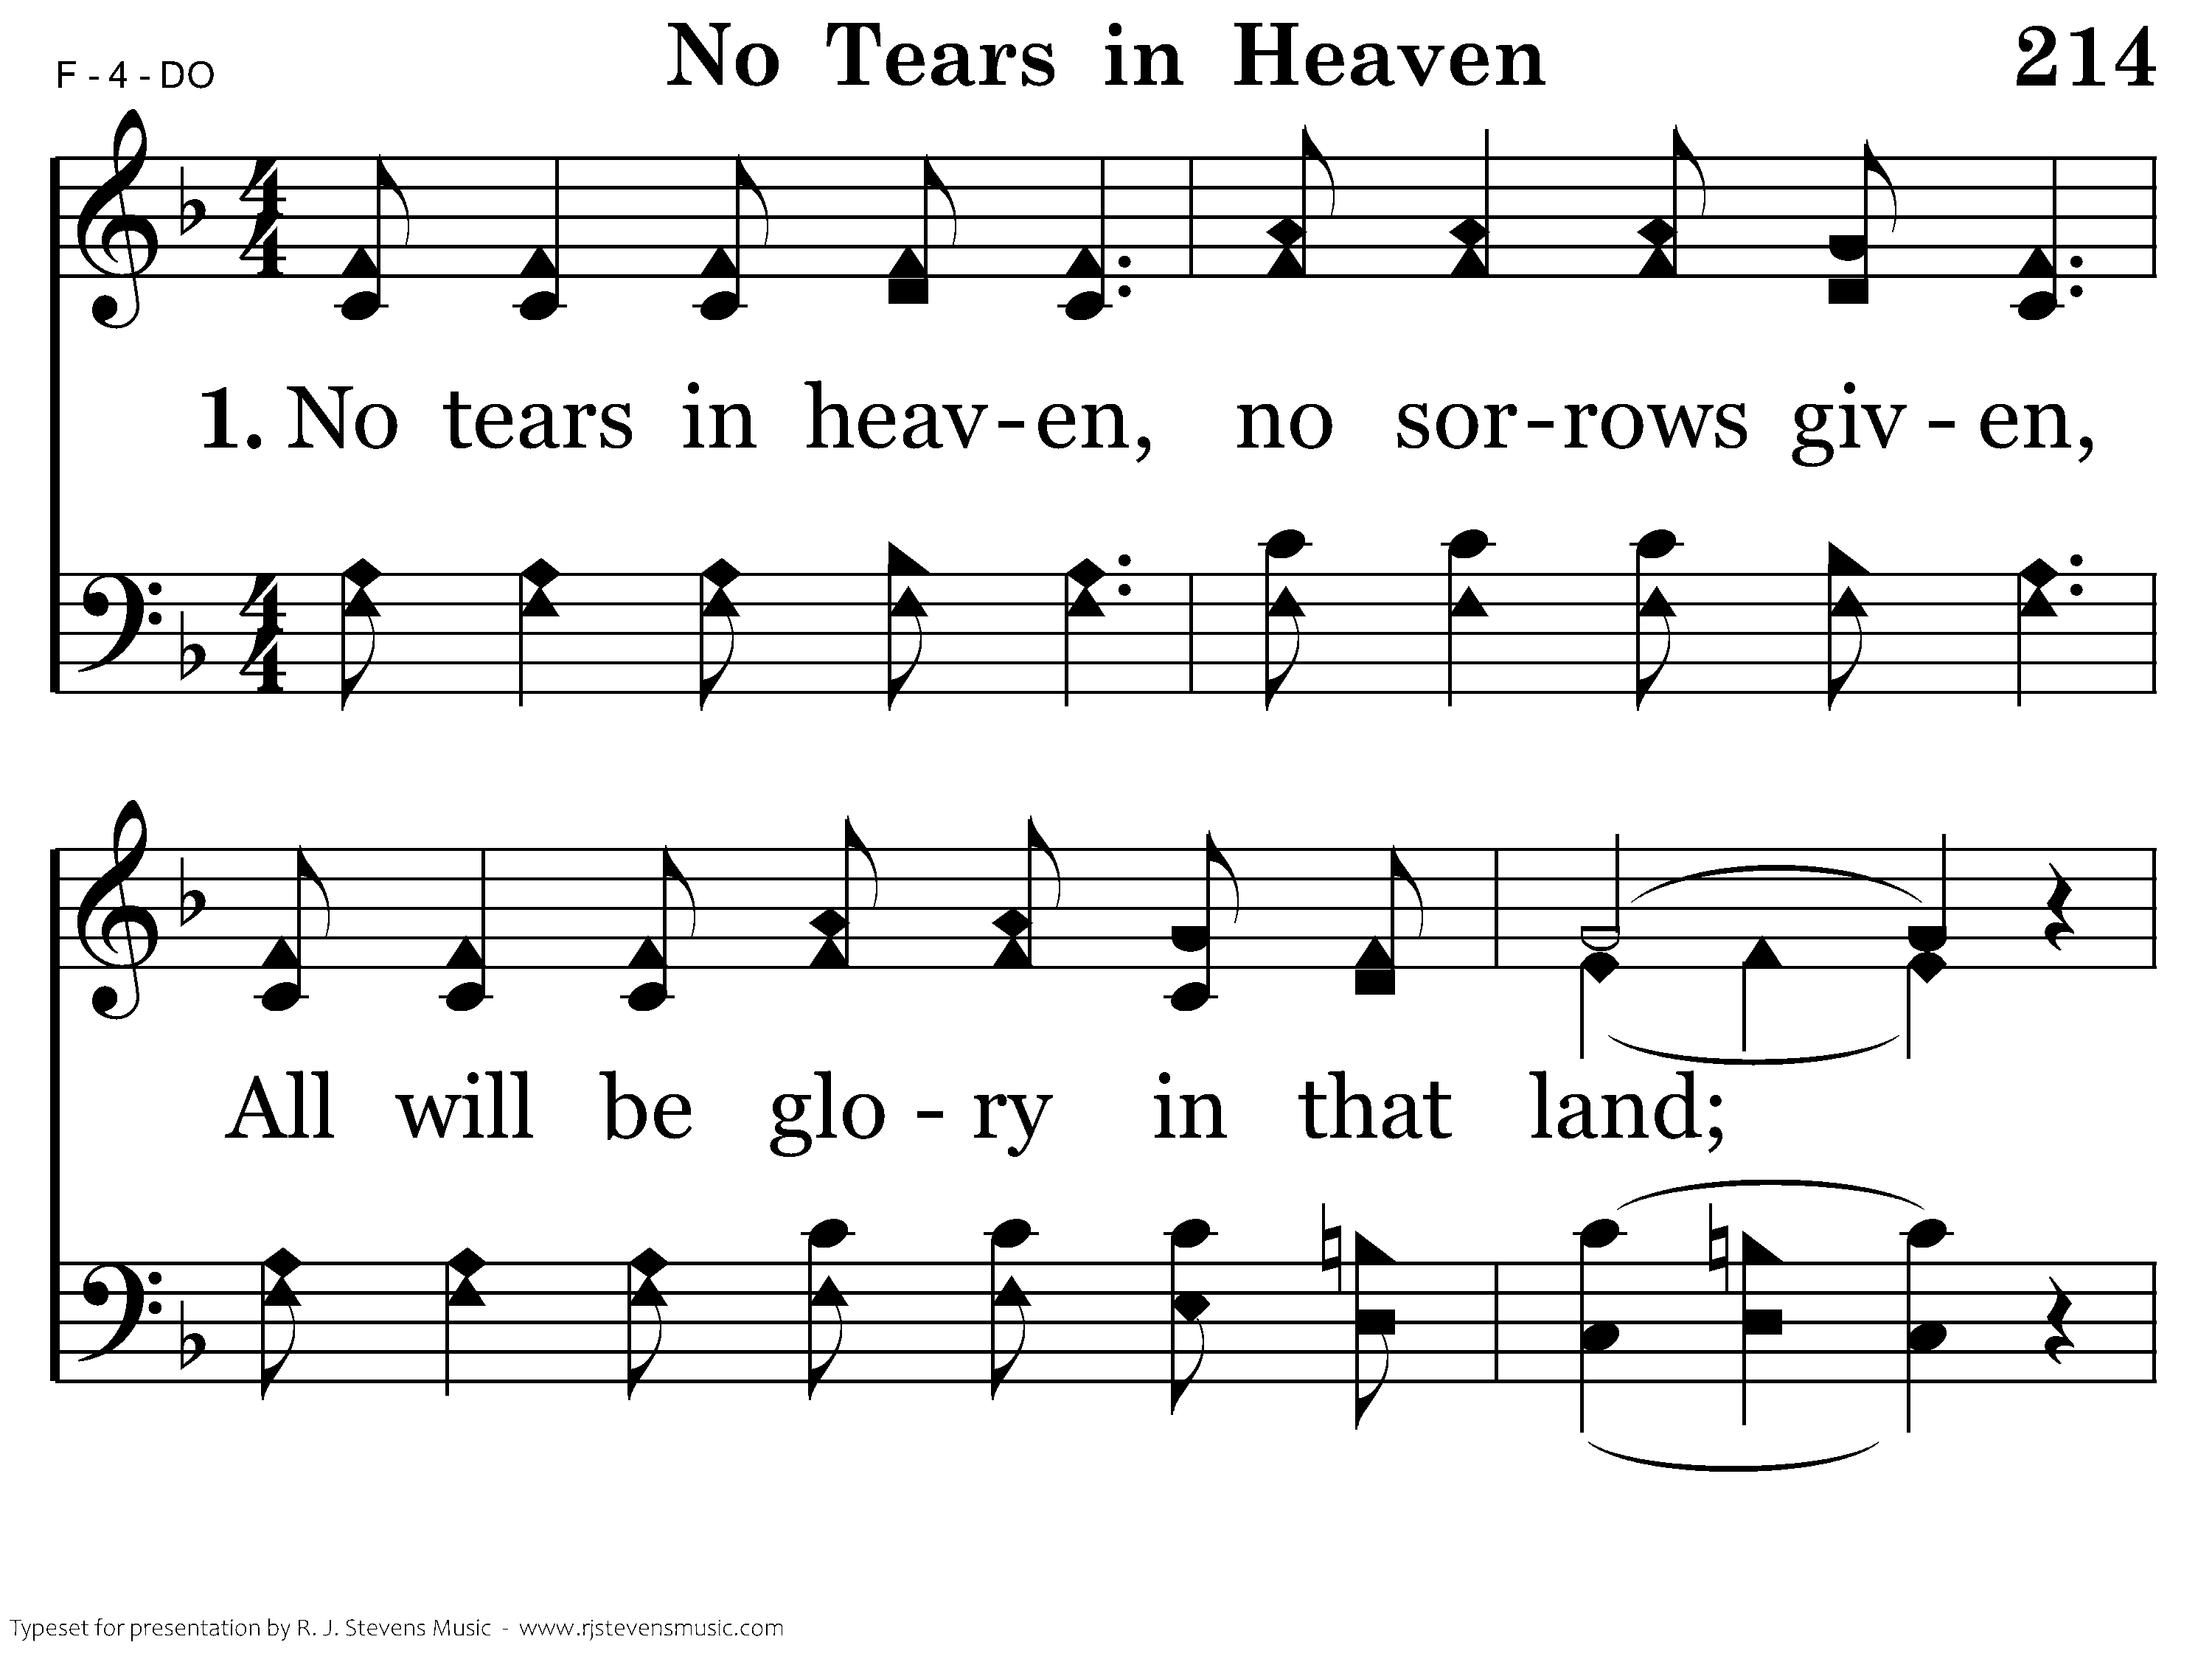 F - 4 - DO
No Tears in Heaven
214
1. No tears in heav-en, no sor-rows giv - en,
All will be glo - ry in that land;
Typeset for presentation by R. J. Stevens Music - www.rjstevensmusic.com